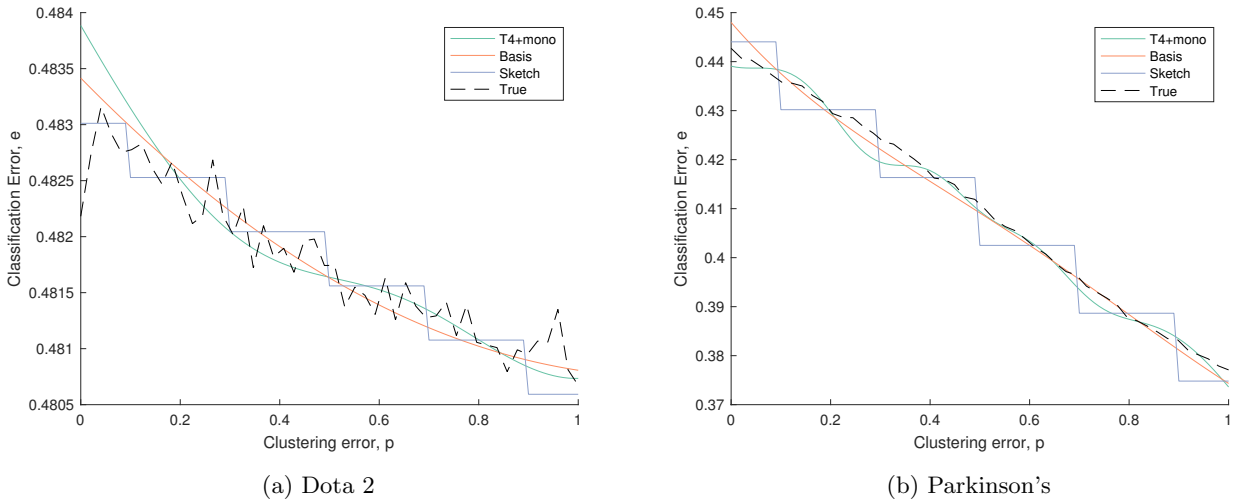 0.484
0.4835
0.483
0.4825
0.482
0.4815
0.481
0.4805
Classification Error, e
0 0.2 0.4 0.6 0.8 1
Clustering error, p
T4+mono
Basis
Sketch
True
(a) Dota 2
0.45
0.44
0.43
0.42
0.41
0.4
0.39
0.38
0.37
Classification Error, e
0 0.2 0.4 0.6 0.8 1
Clustering error, p
T4+mono
Basis
Sketch
True
(b) Parkinson's